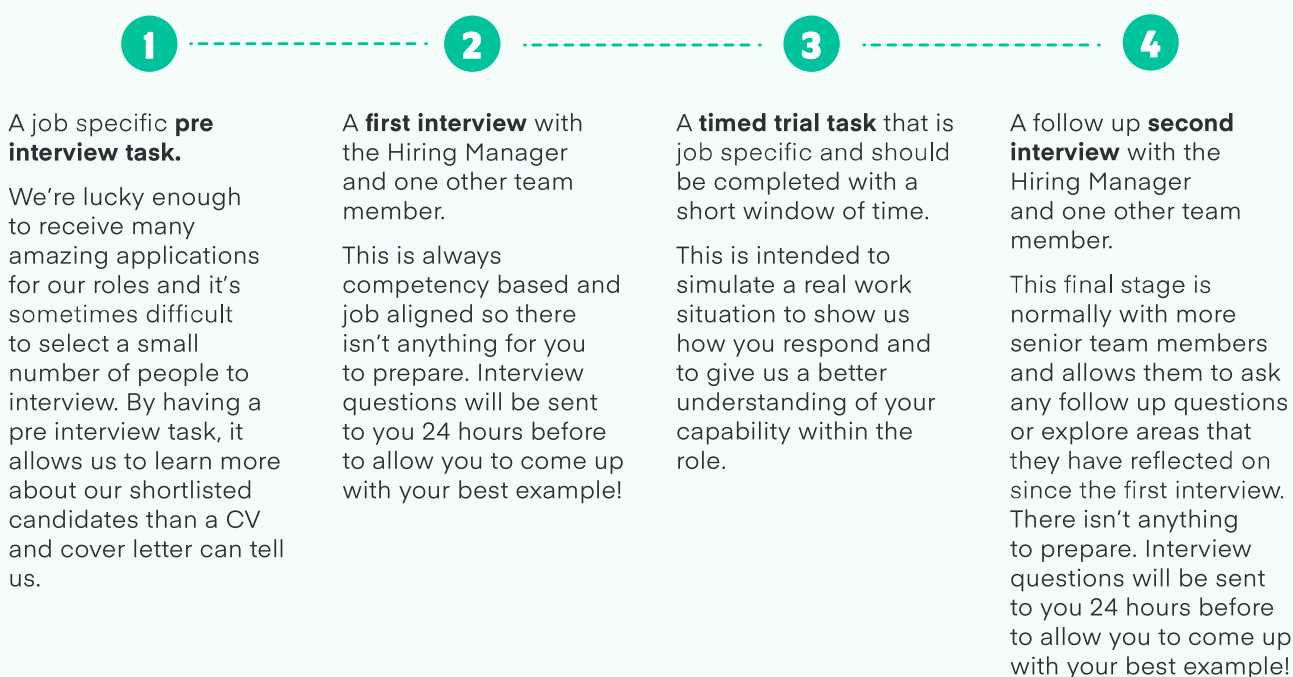 1
2
3
4
A job specific pre
interview task.
We're lucky enough
to receive many
amazing applications
for our roles and it's
sometimes difficult
to select a small
number of people to
interview. By having a
pre interview task, it
allows us to learn more
about our shortlisted
candidates than a CV
and cover letter can tell
us.
A first interview with
the Hiring Manager
and one other team
member.
This is always
competency based and
job aligned so there
isn't anything for you
to prepare. Interview
questions will be sent
to you 24 hours before
to allow you to come up
with your best example!
A timed trial task that is
job specific and should
be completed with a
short window of time.
This is intended to
simulate a real work
situation to show us
how you respond and
to give us a better
understanding of your
capability within the
role.
A follow up second
interview with the
Hiring Manager
and one other team
member.
This final stage is
normally with more
senior team members
and allows them to ask
any follow up questions
or explore areas that
they have reflected on
since the first interview.
There isn't anything
to prepare. Interview
questions will be sent
to you 24 hours before
to allow you to come up
with your best example!